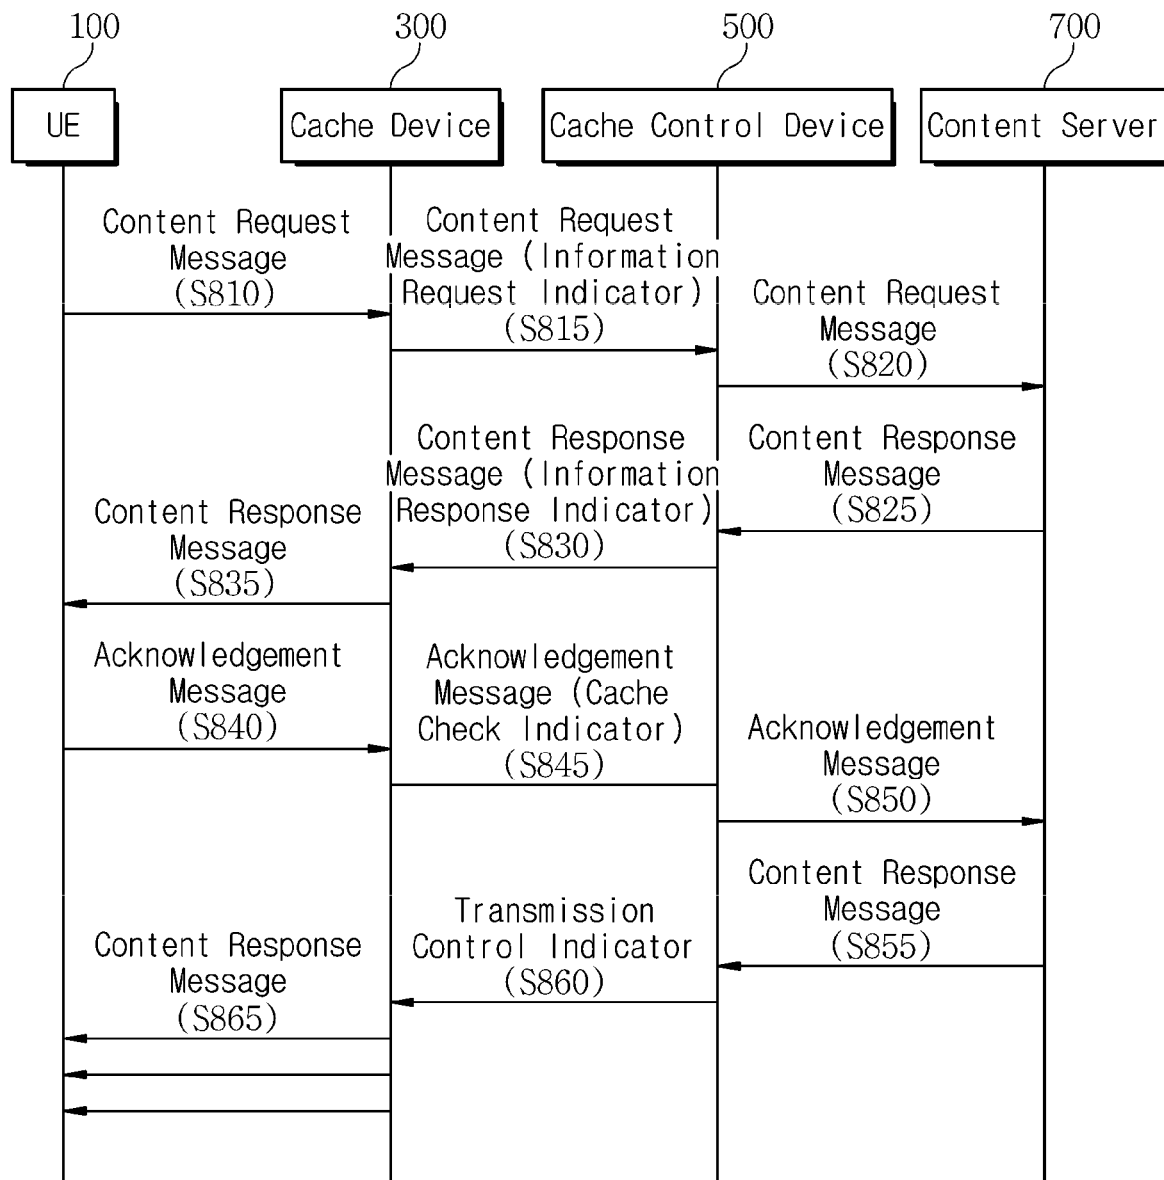 100
300
500
700
UE
Cache Device
Cache Control Device
Content Server
Content Request
Message
(S810)
Content Request
Message (Information
Request Indicator)
(S815)
Content Request
Message
(S820)
Content Response
Message
(S825)
Content Response
Message (Information
Response Indicator)
(S830)
Content Response
Message
(S835)
Acknowledgement
Message
(S840)
Acknowledgement
Message (Cache
Check Indicator)
(S845)
Acknowledgement
Message
(S850)
Content Response
Message
(S855)
Transmission
Control Indicator
(S860)
Content Response
Message
(S865)